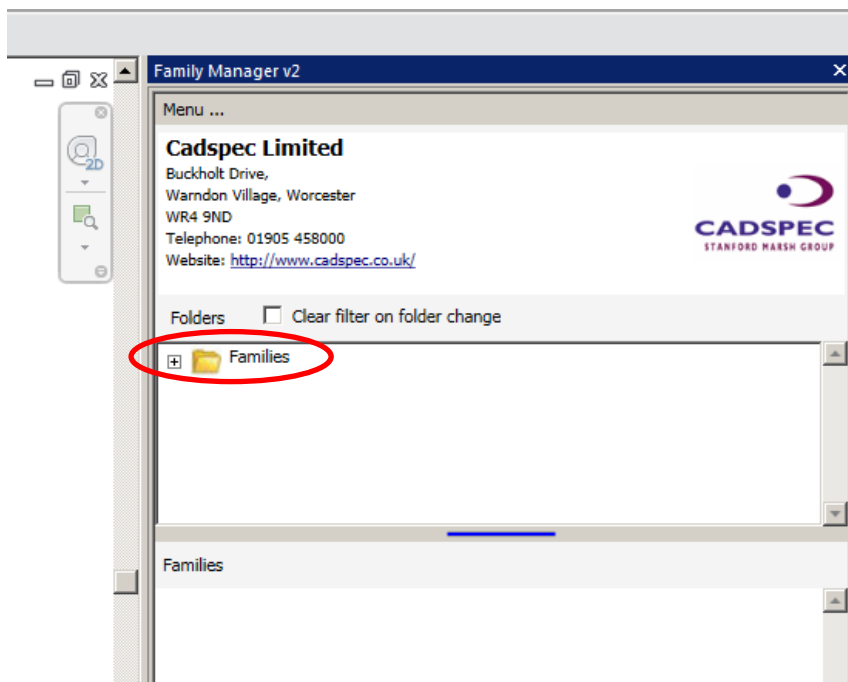 Family Manager v2
Menu ...
2D
Cadspec Limited
Buckholt Drive,
Warndon Village, Worcester
WR4 9ND
Telephone: 01905 458000
Website: http://www.cadspec.co.uk/
CADSPEC
STANFORD MARSH GROUP
Folders Clear filter on folder change
Families
Families